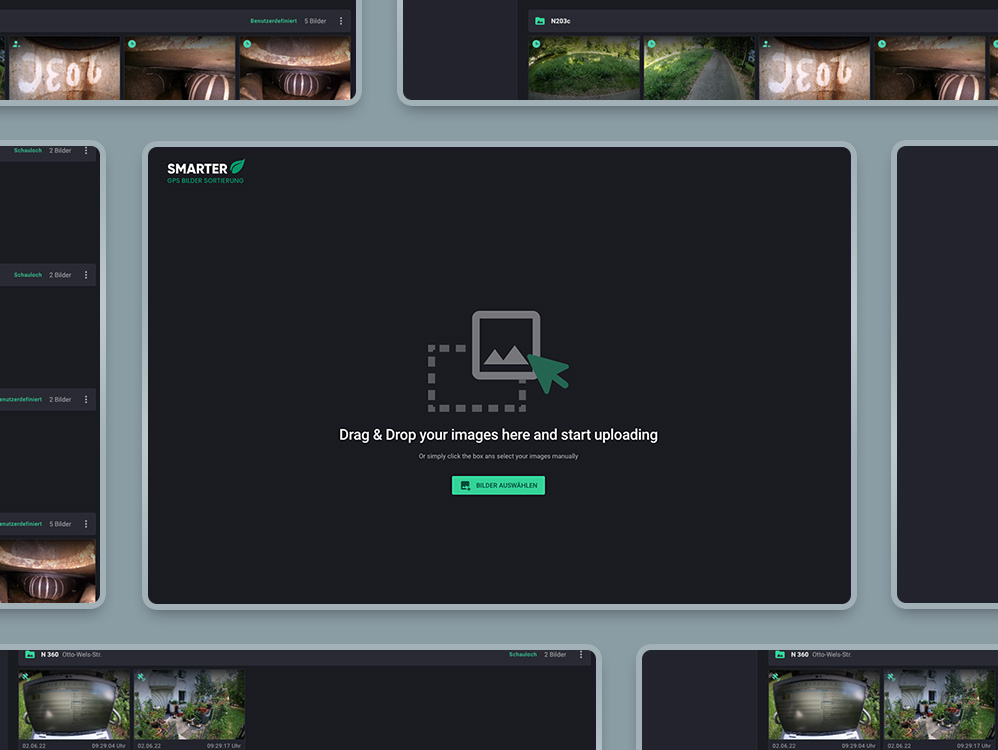 Benutzerdefiniert 5 Bilder
N203c
Schauloch 2 Bilder
SMARTER
GPS BILDER SORTIERUNG
Schauloch 2 Bilder
Drag & Drop your images here and start uploading
enutzerdefiniert 2 Bilder
Or simply click the box ans select your images manually
BILDER AUSWÄHLEN
enutzerdefiniert 5 Bilder
N 360 Otto-Wels-Str. Schauloch 2 Bilder
N 360 Otto-Wels-Str.
02.06.22 09:29.04 Uhr 02.06.22 09:29.17 Uhr
02.06.22 09:29.04 Uhr 02.06.22 09:29.17 Uhr